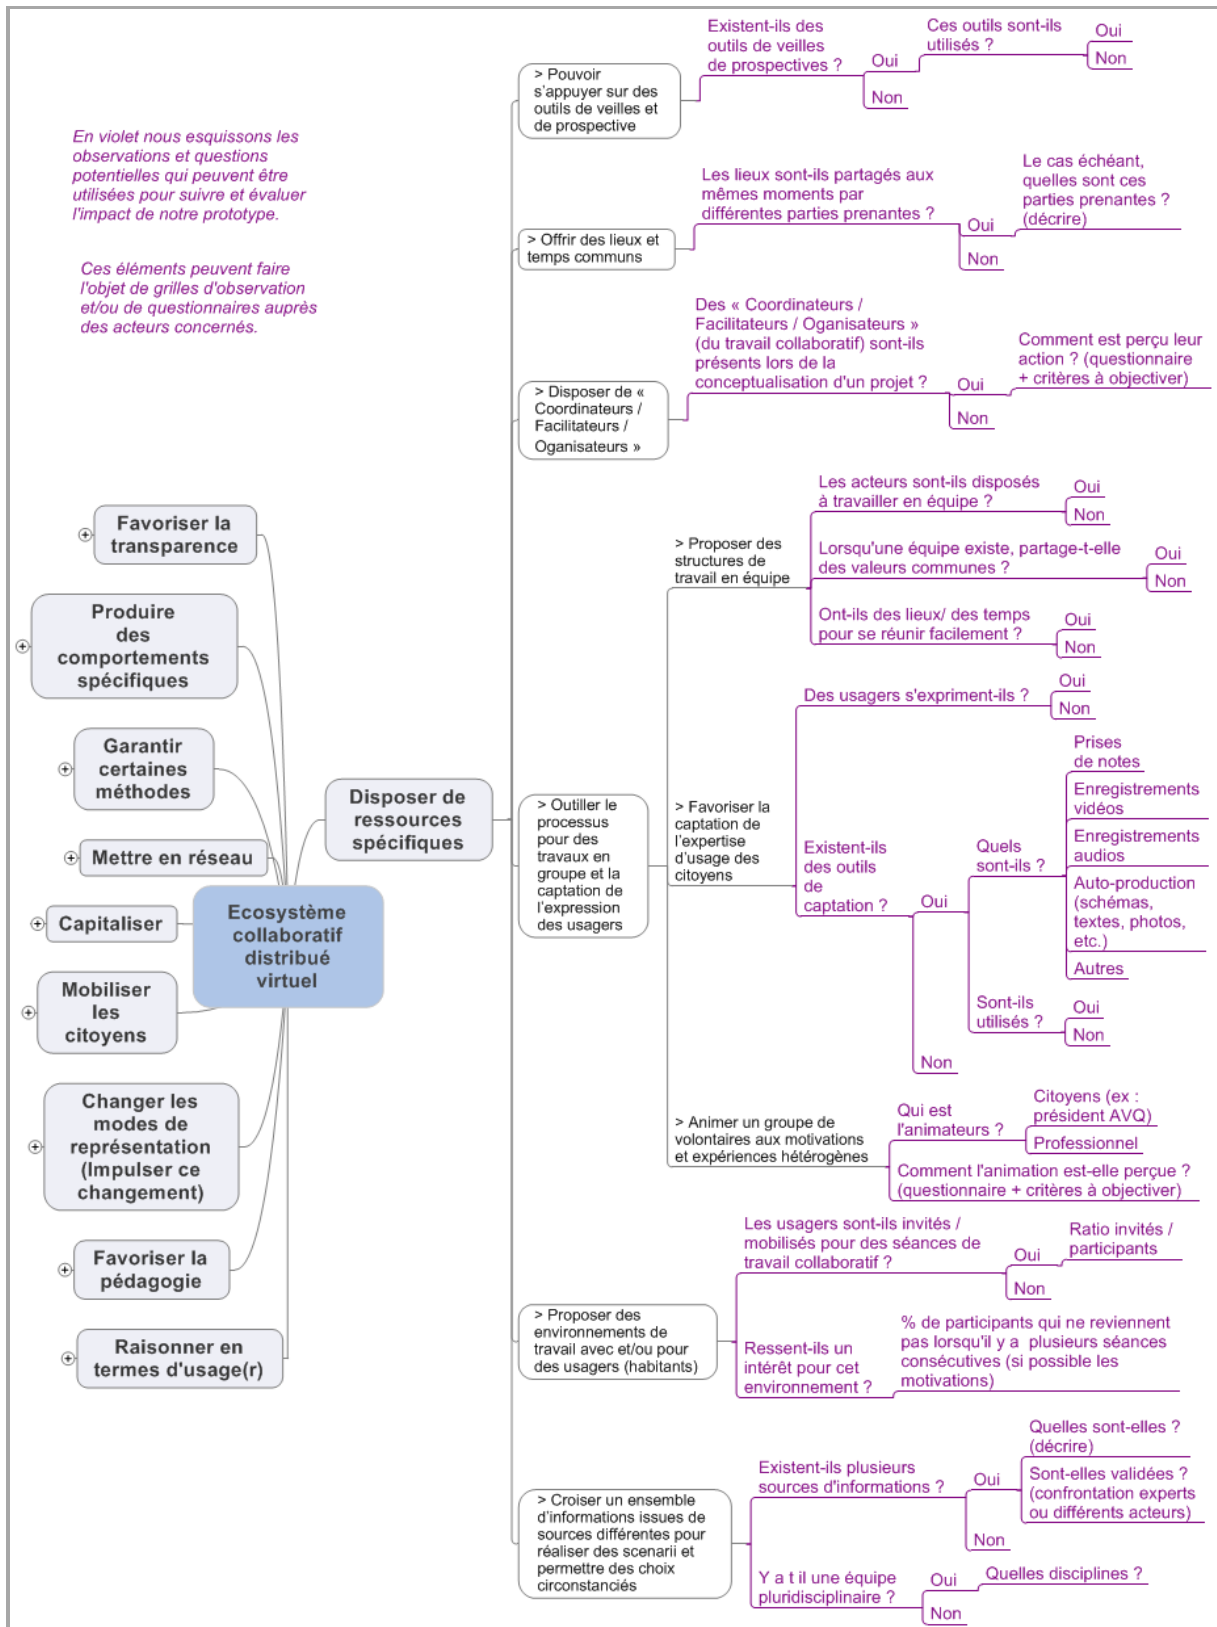 En violet nous esquissons les
observations et questions
potentielles qui peuvent être
utilisées pour suivre et évaluer
l'impact de notre prototype.
Ces éléments peuvent faire
l'objet de grilles d'observation
et/ou de questionnaires auprès
des acteurs concernés.
Favoriser la
transparence
Produire
des
comportements
spécifiques
Garantir
certaines
méthodes
Mettre en réseau
Capitaliser
Mobiliser
les
citoyens
Changer les
modes de
représentation
(Impulser ce
changement)
Favoriser la
pédagogie
Raisonner en
termes d'usage(r)
Ecosystème
collaboratif
distribué
virtuel
Disposer de
ressources
spécifiques
> Pouvoir
s'appuyer sur des
outils de veilles et
de prospective
Existent-ils des
outils de veilles
de prospectives ?
Oui
Ces outils sont-ils
utilisés ?
Oui
Non
Non
> Offrir des lieux et
temps communs
Les lieux sont-ils partagés aux
mêmes moments par
différentes parties prenantes ?
Oui
Le cas échéant,
quelles sont ces
parties prenantes ?
(décrire)
Non
> Disposer de «
Coordinateurs /
Facilitateurs /
Oganisateurs »
Des « Coordinateurs /
Facilitateurs / Oganisateurs »
(du travail collaboratif) sont-ils
présents lors de la
conceptualisation d'un projet ?
Oui
Comment est perçu leur
action ? (questionnaire
+ critères à objectiver)
Non
> Outiller le
processus
pour des
travaux en
groupe et la
captation de
l'expression
des usagers
> Proposer des
structures de
travail en équipe
Les acteurs sont-ils disposés
à travailler en équipe ?
Oui
Non
Lorsqu'une équipe existe, partage-t-elle
des valeurs communes ?
Oui
Non
Ont-ils des lieux/ des temps
pour se réunir facilement ?
Oui
Non
> Favoriser la
captation de
l'expertise
d'usage des
citoyens
Des usagers s'expriment-ils ?
Oui
Non
Existent-ils
des outils
de
captation ?
Oui
Quels
sont-ils ?
Prises
de notes
Enregistrements
vidéos
Enregistrements
audios
Auto-production
(schémas,
textes, photos,
etc.)
Autres
Sont-ils
utilisés ?
Oui
Non
Non
> Animer un groupe de
volontaires aux motivations
et expériences hétérogènes
Qui est
l'animateurs ?
Citoyens (ex :
président AVQ)
Professionnel
Comment l'animation est-elle perçue ?
(questionnaire + critères à objectiver)
> Proposer des
environnements de
travail avec et/ou pour
des usagers (habitants)
Les usagers sont-ils invités /
mobilisés pour des séances de
travail collaboratif ?
Oui
Ratio invités /
participants
Non
Ressent-ils un
intérêt pour cet
environnement ?
% de participants qui ne reviennent
pas lorsqu'il y a plusieurs séances
consécutives (si possible les
motivations)
> Croiser un ensemble
d'informations issues de
sources différentes pour
réaliser des scenarii et
permettre des choix
circonstanciés
Existent-ils plusieurs
sources d'informations ?
Oui
Quelles sont-elles ?
(décrire)
Sont-elles validées ?
(confrontation experts
ou différents acteurs)
Non
Y a t il une équipe
pluridisciplinaire ?
Oui
Quelles disciplines ?
Non